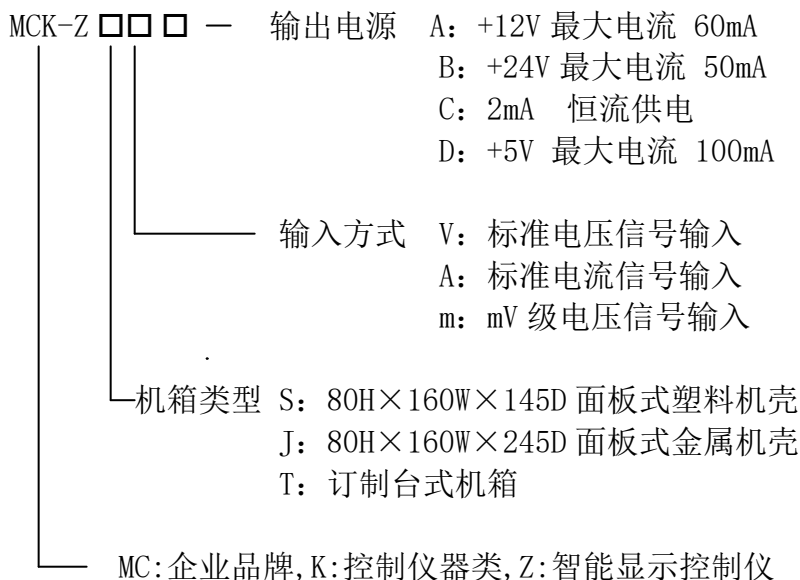 MCK-Z □□ □ — 输出电源 A：+12V 最大电流 60mA
B：+24V 最大电流 50mA
C：2mA 恒流供电
D：+5V 最大电流 100mA
输入方式 V：标准电压信号输入
A：标准电流信号输入
m：mV 级电压信号输入
机箱类型 S：80H×160W×145D 面板式塑料机壳
J：80H×160W×245D 面板式金属机壳
T：订制台式机箱
MC:企业品牌,K:控制仪器类,Z:智能显示控制仪